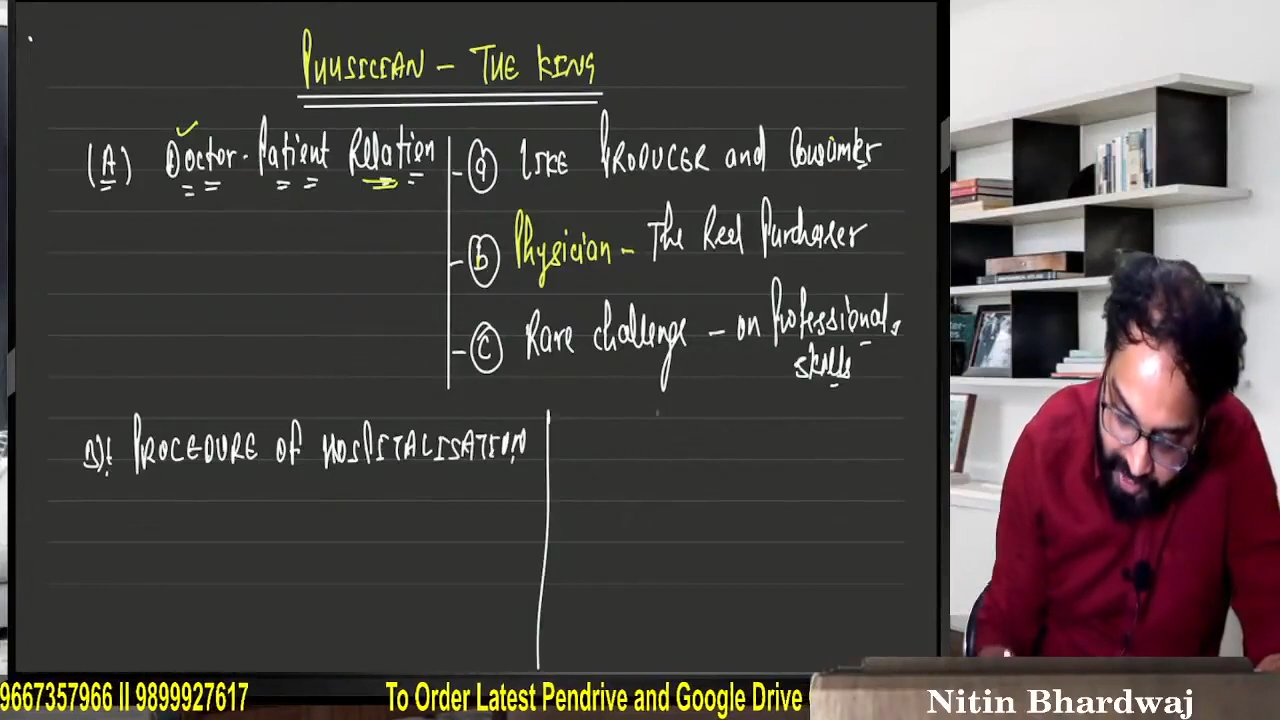 PHYSICIAN - THE KING
(A) Doctor - Patient Relation
(a) LIKE PRODUCER and Consumer
(b) Physician - The Real Purchaser
(c) Rare challenge - on Professionals skills
B): PROCEDURE OF HOSPITALISATION
9667357966 II 9899927617 To Order Latest Pendrive and Google Drive
Nitin Bhardwaj